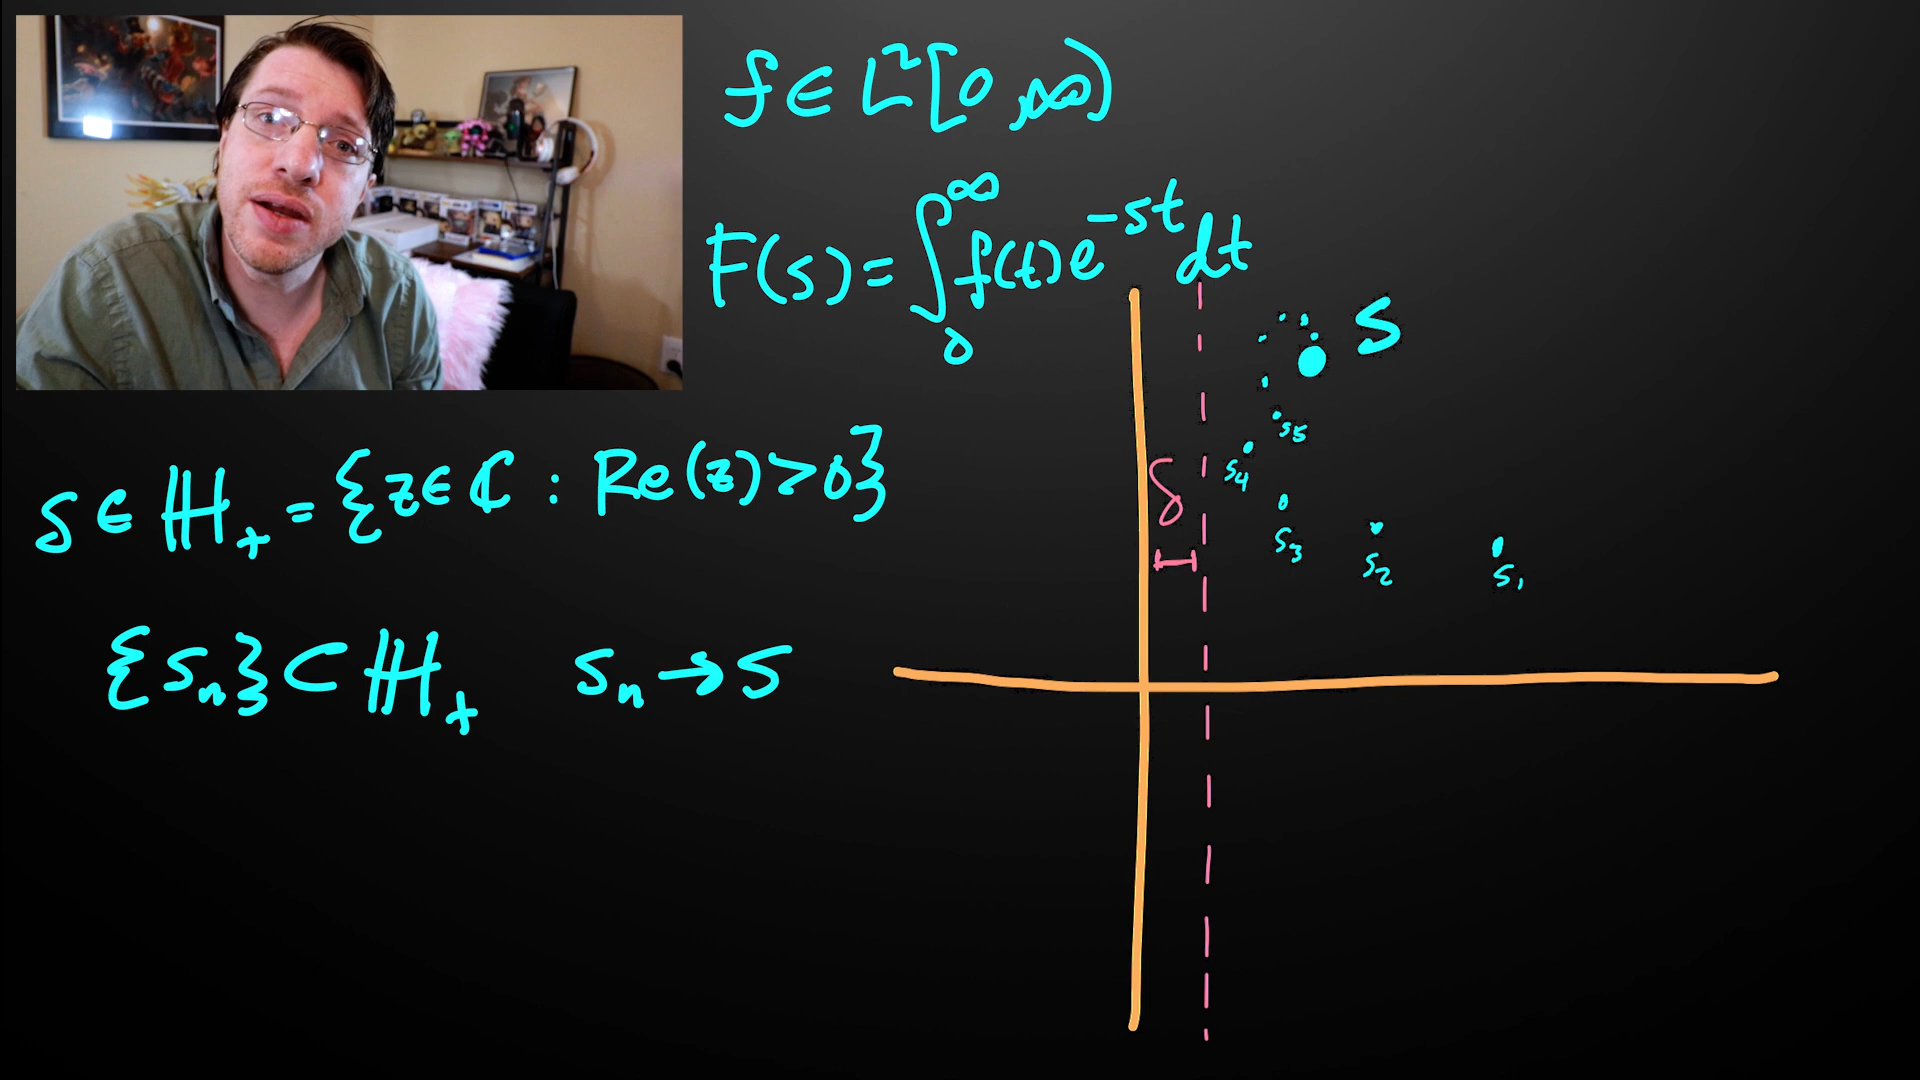 f ∈ L²[0,∞)
F(s) = ∫₀^∞ f(t)e^{-st} dt
s ∈ ℍ₊ = {z ∈ ℂ : Re(z) > 0}
{sₙ} ⊂ ℍ₊  sₙ → s
s
s₅
s₄
δ
s₃
s₂
s₁